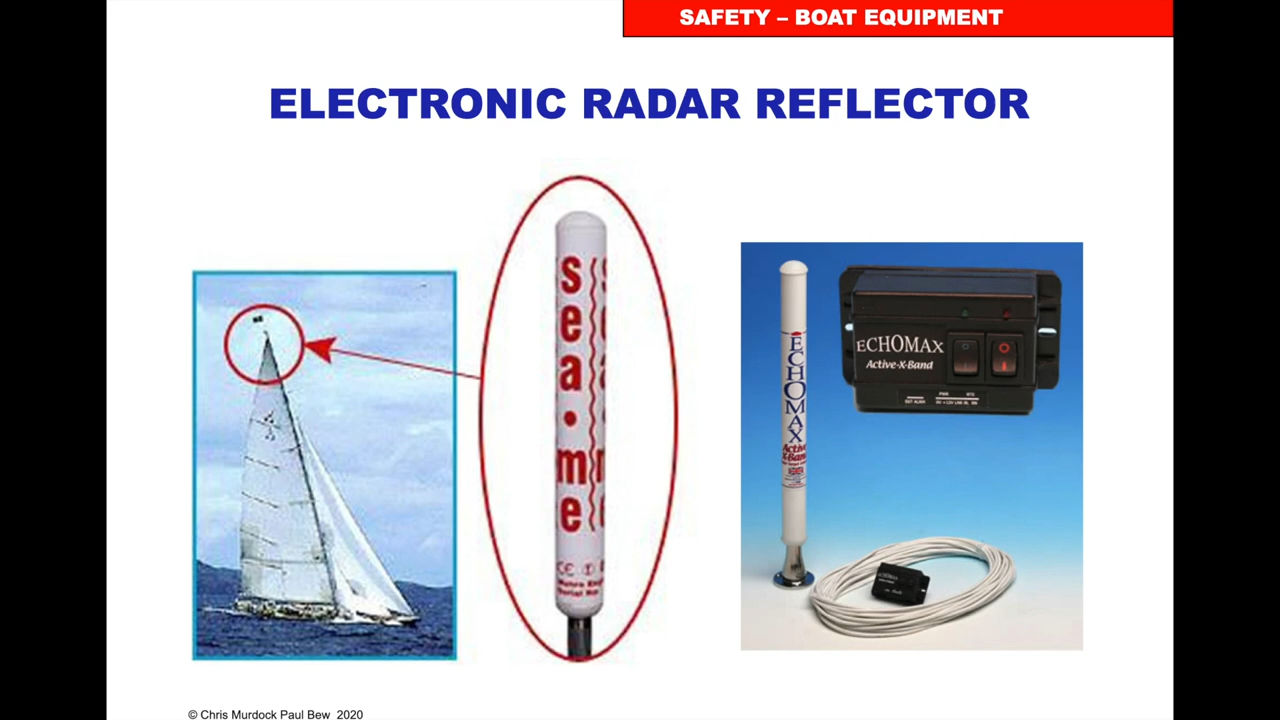 SAFETY – BOAT EQUIPMENT
ELECTRONIC RADAR REFLECTOR
sea·me
CE
ECHOMAX
Active
X-Band
ECHOMAX
Active-X-Band
© Chris Murdock Paul Bew 2020